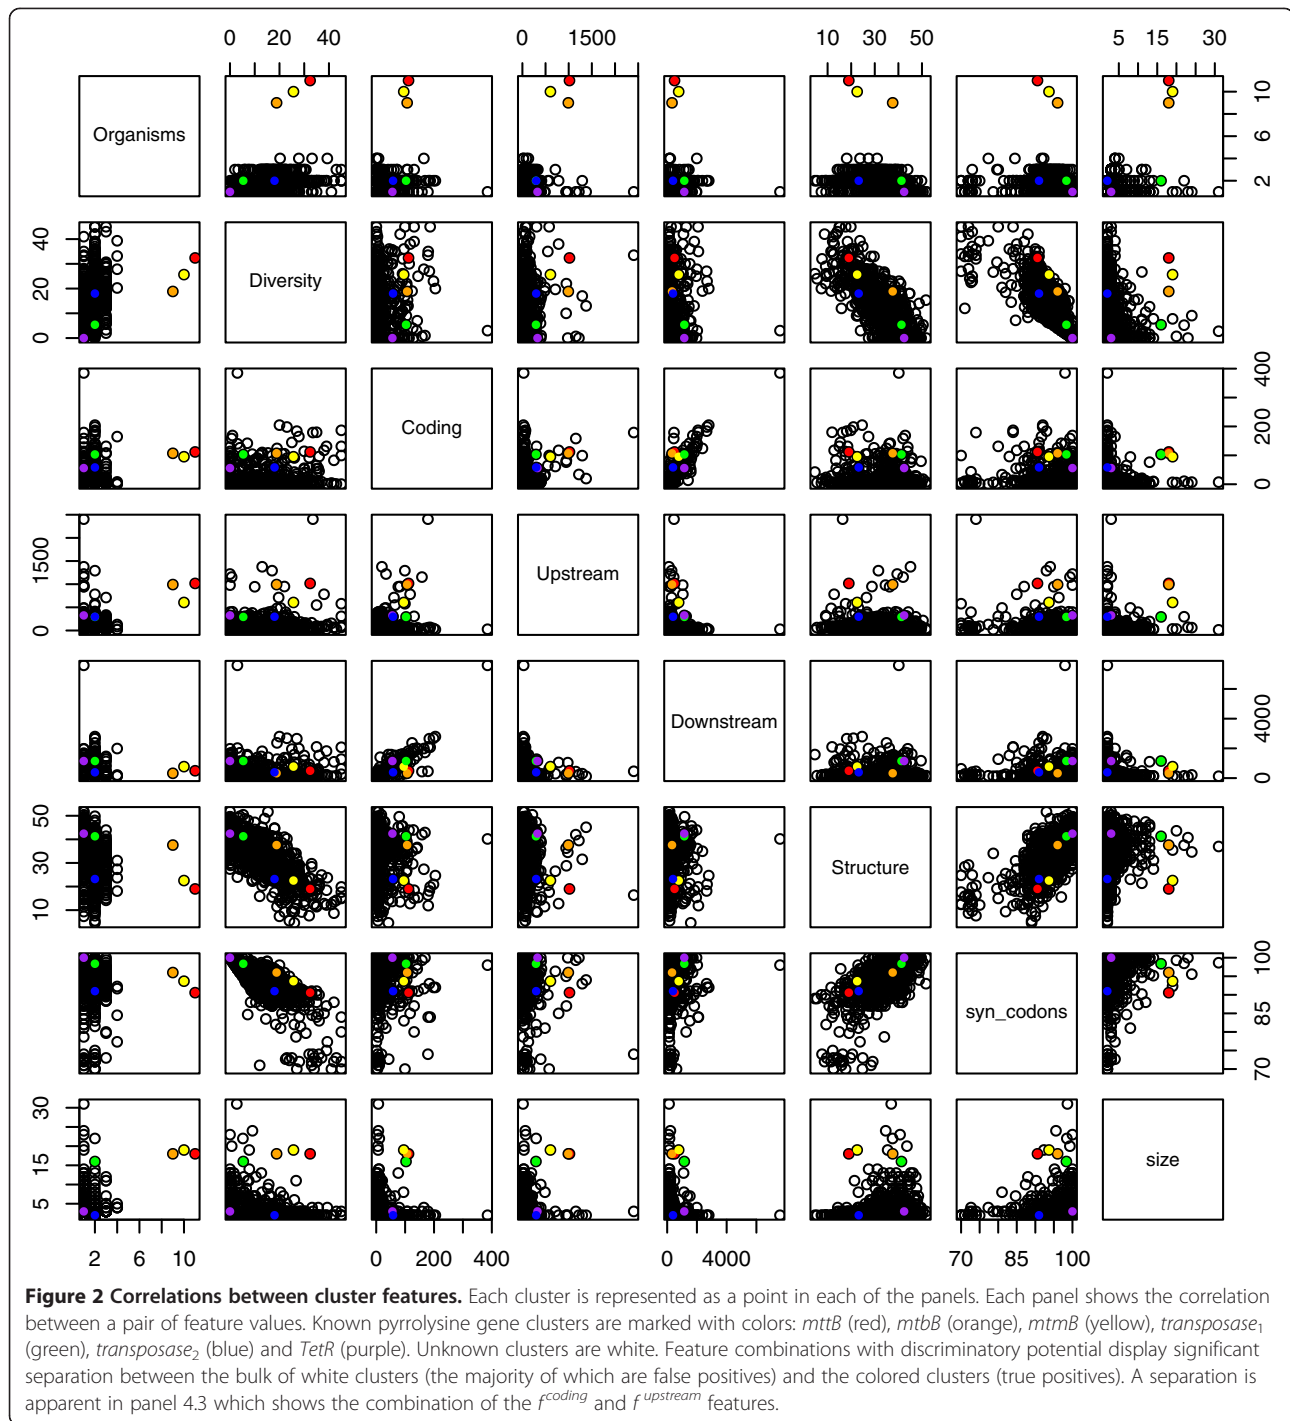 0 20 40 0 1500 10 30 50 5 15 30
Organisms
2 6 10
0 20 40
Diversity
Coding
0 200 400
0 1500
Upstream
Downstream
0 4000
10 30 50
Structure
syn_codons
70 85 100
5 15 30
size
2 6 10 0 200 400 0 4000 70 85 100
Figure 2 Correlations between cluster features. Each cluster is represented as a point in each of the panels. Each panel shows the correlation
between a pair of feature values. Known pyrrolysine gene clusters are marked with colors: mttB (red), mtbB (orange), mtmB (yellow), transposase1
(green), transposase2 (blue) and TetR (purple). Unknown clusters are white. Feature combinations with discriminatory potential display significant
separation between the bulk of white clusters (the majority of which are false positives) and the colored clusters (true positives). A separation is
apparent in panel 4.3 which shows the combination of the f coding and f upstream features.